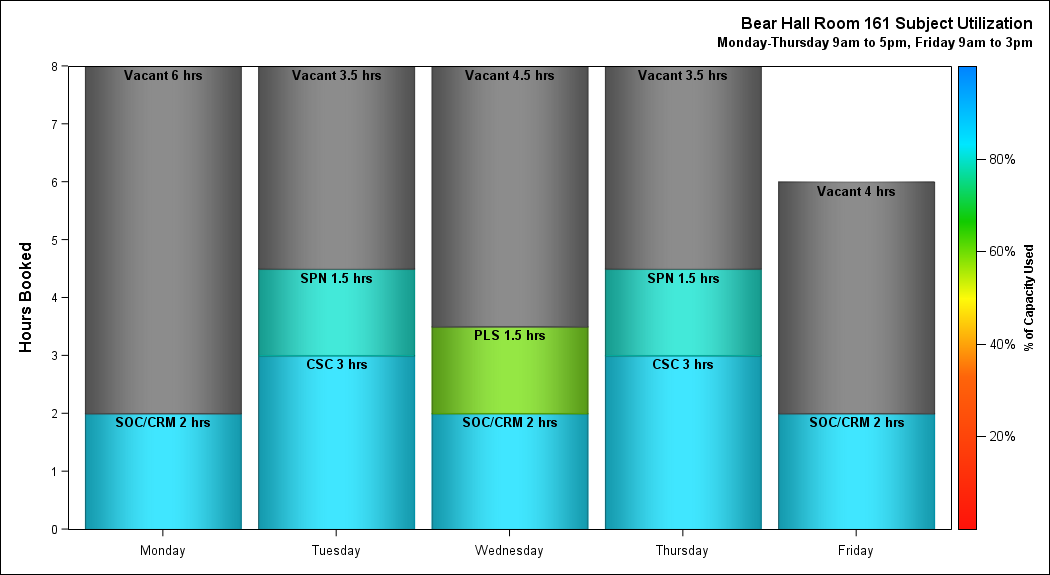 Bear Hall Room 161 Subject Utilization
Monday-Thursday 9am to 5pm, Friday 9am to 3pm
Hours Booked
8
7
6
5
4
3
2
1
0
Vacant 6 hrs
SOC/CRM 2 hrs
Vacant 3.5 hrs
SPN 1.5 hrs
CSC 3 hrs
Vacant 4.5 hrs
PLS 1.5 hrs
SOC/CRM 2 hrs
Vacant 3.5 hrs
SPN 1.5 hrs
CSC 3 hrs
Vacant 4 hrs
SOC/CRM 2 hrs
Monday
Tuesday
Wednesday
Thursday
Friday
80%
60%
40%
20%
% of Capacity Used